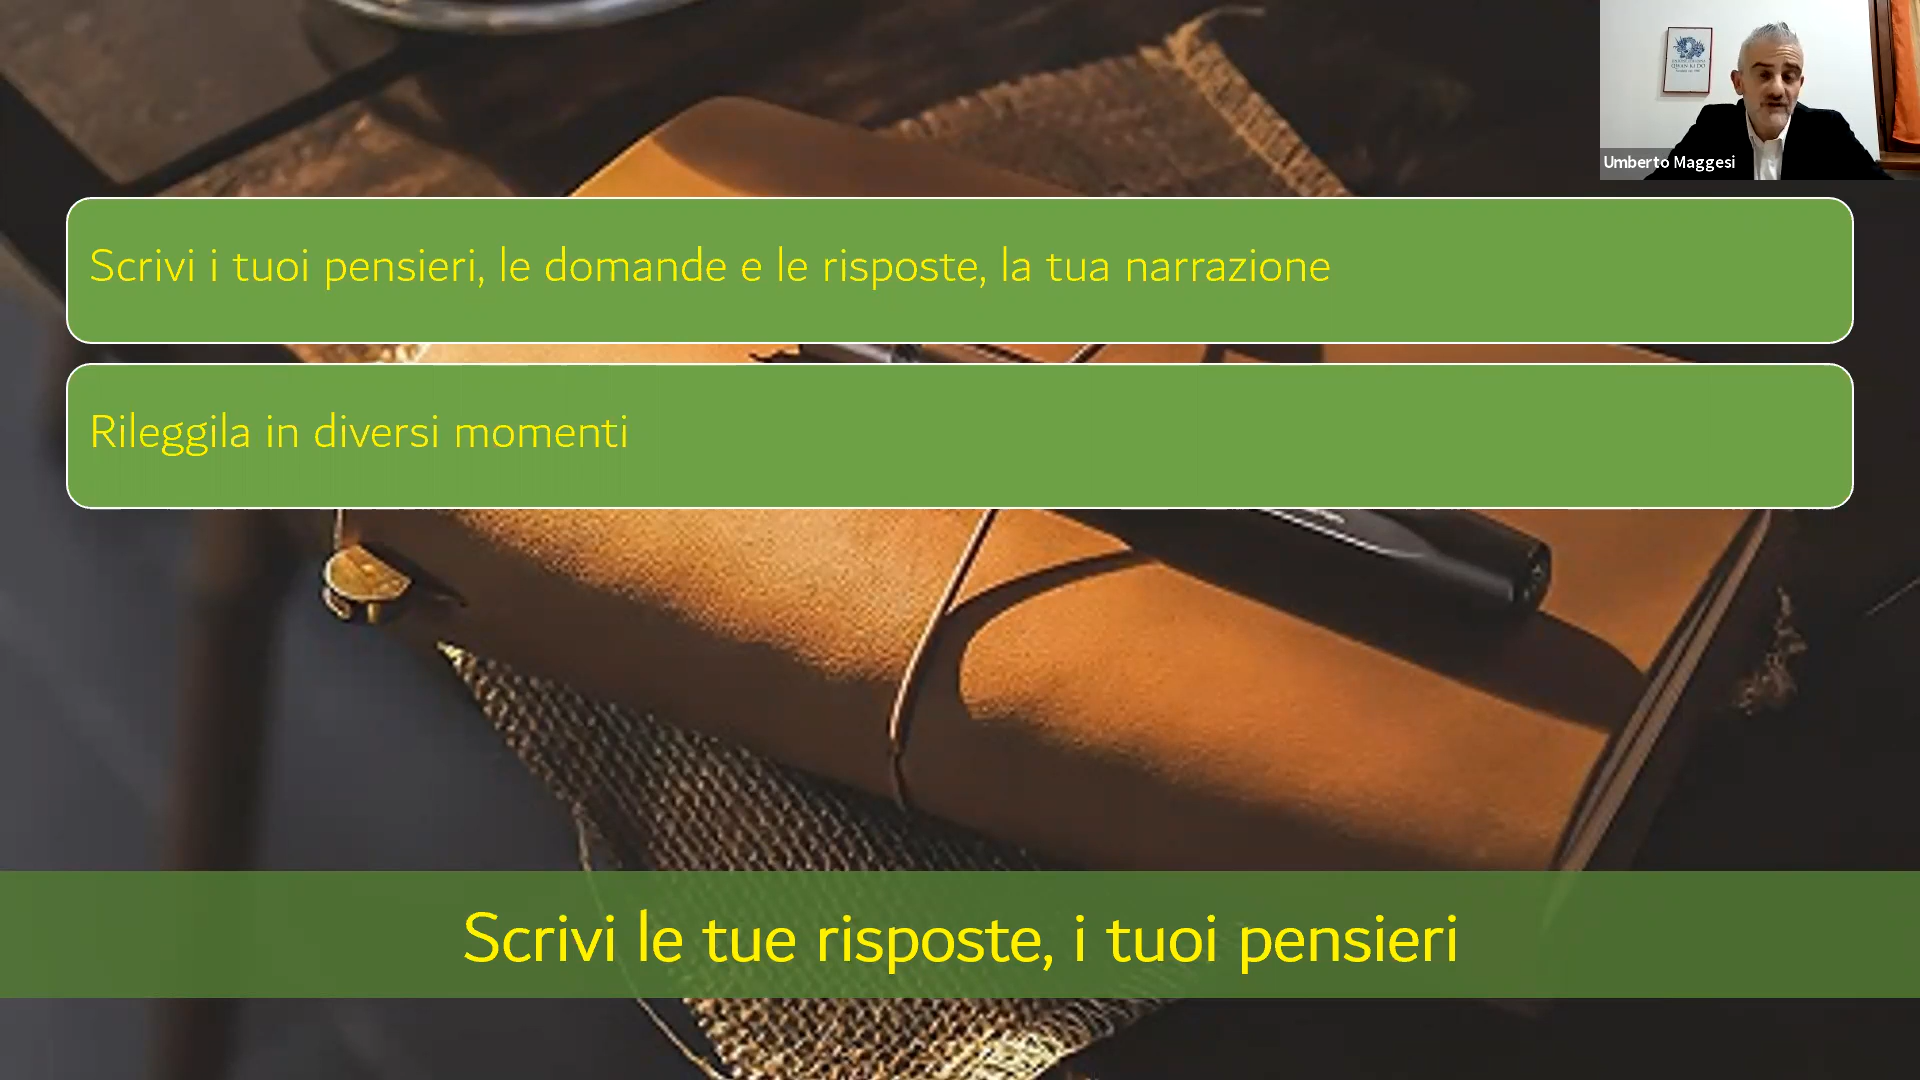 Umberto Maggesi
Scrivi i tuoi pensieri, le domande e le risposte, la tua narrazione
Rileggila in diversi momenti
Scrivi le tue risposte, i tuoi pensieri